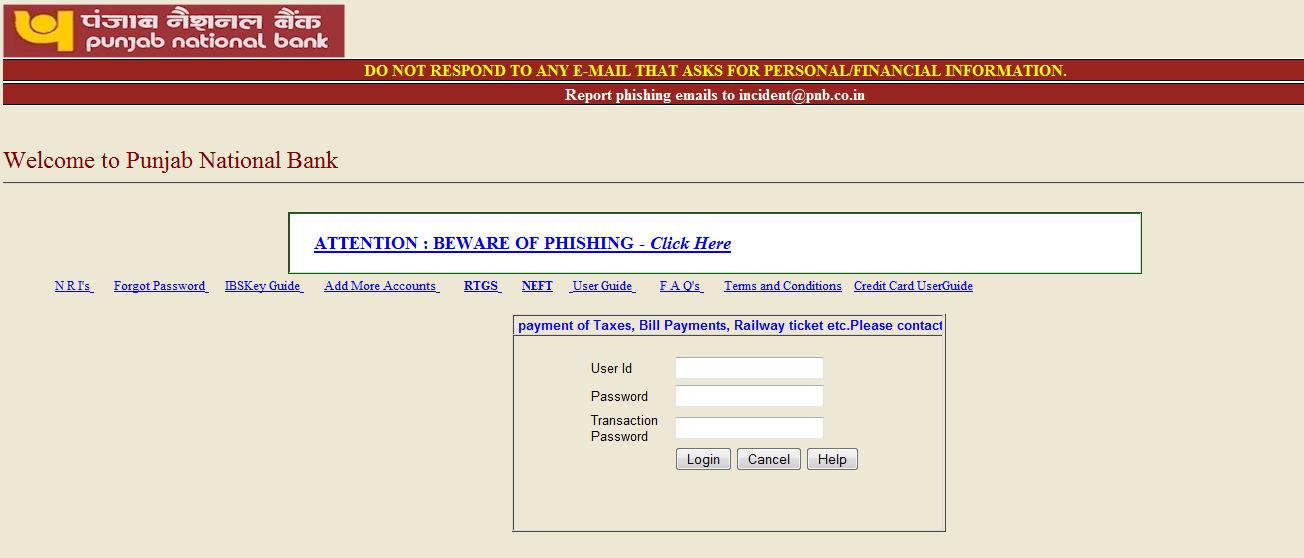 पंजाब नैशनल बैंक
punjab national bank
DO NOT RESPOND TO ANY E-MAIL THAT ASKS FOR PERSONAL/FINANCIAL INFORMATION.
Report phishing emails to incident@pnb.co.in
Welcome to Punjab National Bank
ATTENTION : BEWARE OF PHISHING - Click Here
N R I's Forgot Password IBSKey Guide Add More Accounts RTGS NEFT User Guide F A Q's Terms and Conditions Credit Card UserGuide
payment of Taxes, Bill Payments, Railway ticket etc.Please contact
User Id
Password
Transaction
Password
Login Cancel Help